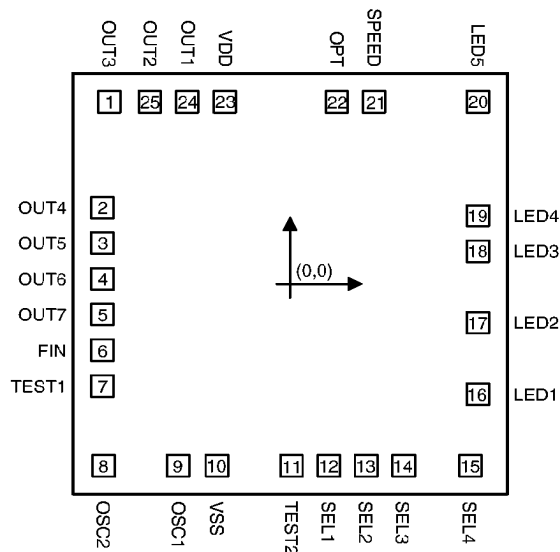 OUT3 OUT2 OUT1 VDD OPT SPEED LED5
1 25 24 23 22 21 20
OUT4 2 19 LED4
OUT5 3 18 LED3
(0,0)
OUT6 4
OUT7 5 17 LED2
FIN 6
TEST1 7 16 LED1
8 9 10 11 12 13 14 15
OSC2 OSC1 VSS TEST2 SEL1 SEL2 SEL3 SEL4